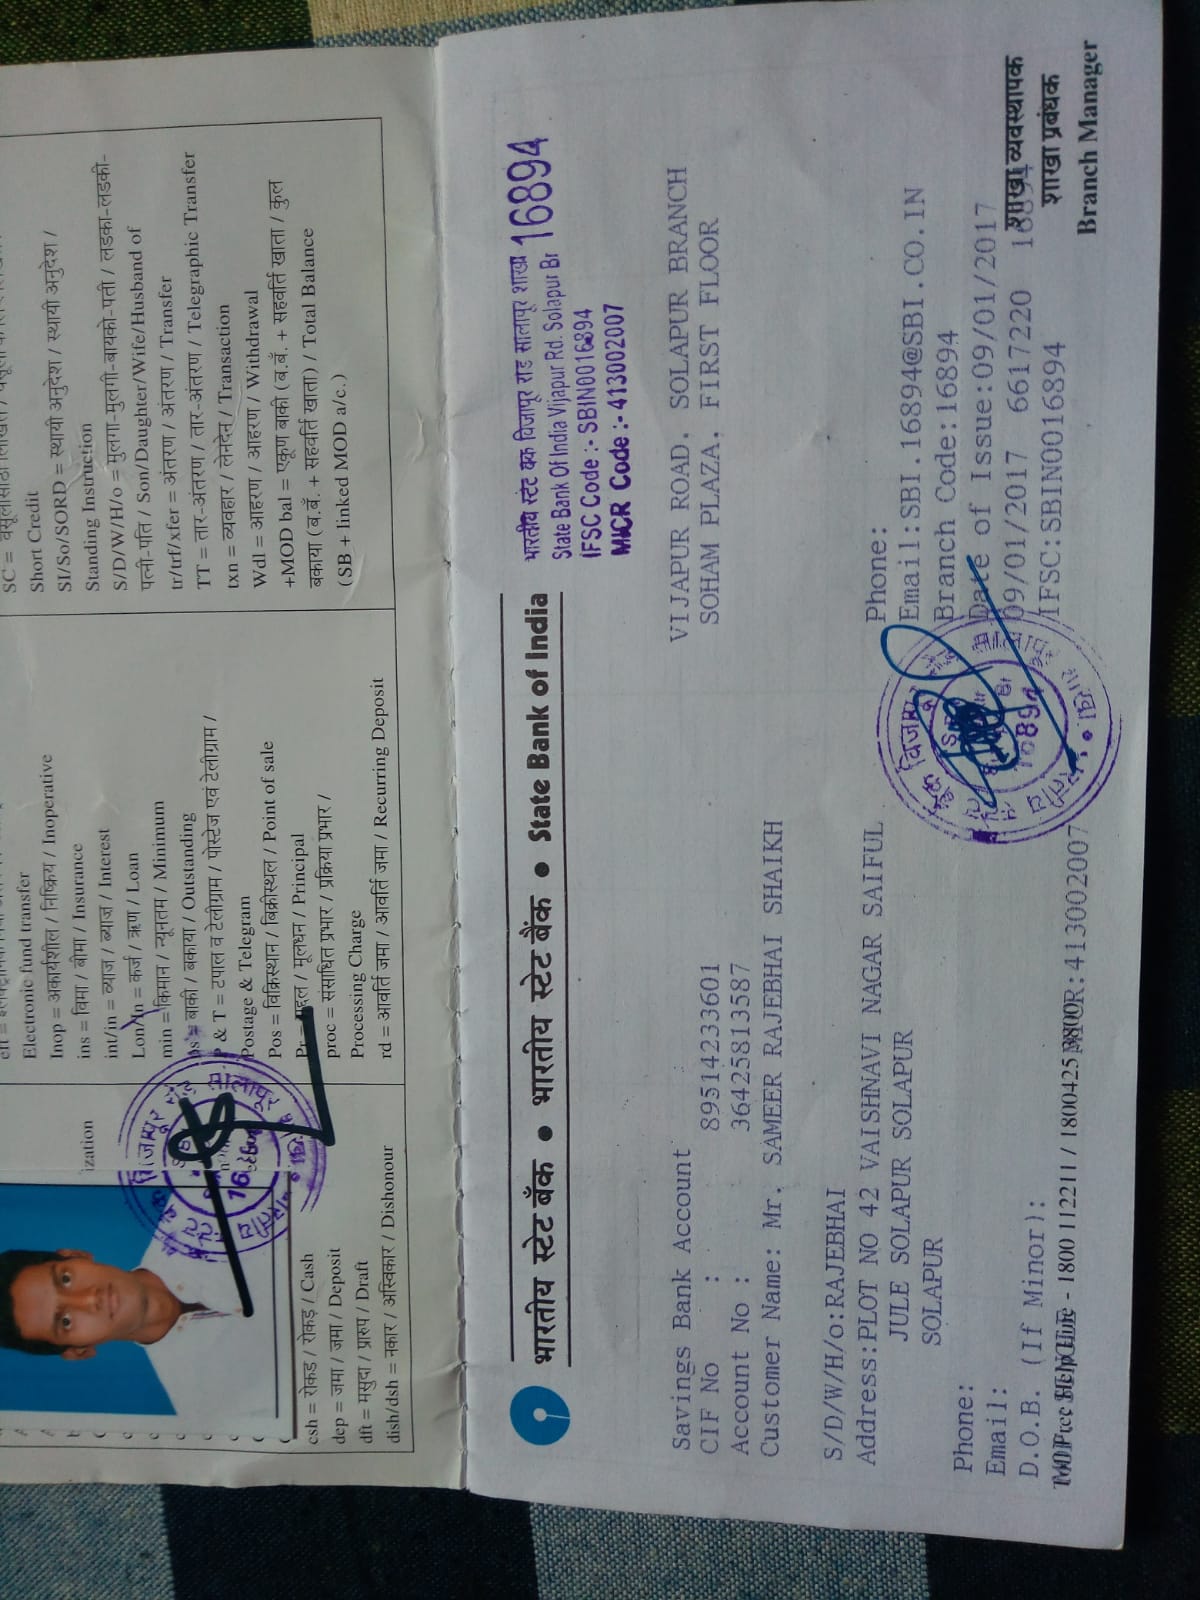 Electronic fund transfer
Inop = अकार्यशील / निष्क्रिय / Inoperative
ins = विमा / बीमा / Insurance
int/in = व्याज / ब्याज / Interest
Lon/ln = कर्ज / ऋण / Loan
min = किमान / न्यूनतम / Minimum
os = बाकी / बकाया / Outstanding
P & T = टपाल व टेलीग्राम / पोस्टेज एवं टेलीग्राम /
Postage & Telegram
Pos = विक्रिस्थान / बिक्रीस्थल / Point of sale
Pr = मुद्दल / मूलधन / Principal
proc = संसाधित प्रभार / प्रक्रिया प्रभार /
Processing Charge
rd = आवर्ति जमा / आवर्ति जमा / Recurring Deposit
ization
csh = रोकड / रोकड़ / Cash
dep = जमा / जमा / Deposit
dft = मसुदा / प्रारुप / Draft
dish/dsh = नकार / अस्विकार / Dishonour
SC =
Short Credit
SI/So/SORD = स्थायी अनुदेश / स्थायी अनुदेश /
Standing Instruction
S/D/W/H/o = मुलगा-मुलगी-बायको-पती / लडका-लडकी-
पत्नी-पति / Son/Daughter/Wife/Husband of
tr/trf/xfer = अंतरण / अंतरण / Transfer
TT = तार-अंतरण / तार-अंतरण / Telegraphic Transfer
txn = व्यवहार / लेनदेन / Transaction
Wdl = आहरण / आहरण / Withdrawal
+MOD bal = एकूण बाकी (ब.बँ. + सहवर्ति खाता / कुल
बकाया (ब.बँ. + सहवर्ति खाता) / Total Balance
(SB + linked MOD a/c.)
भारतीय स्टेट बँक ● भारतीय स्टेट बैंक ● State Bank of India
भारतीय स्टेट बँक विजापूर रोड सोलापूर शाखा 16894
State Bank Of India Vijapur Rd. Solapur Br
IFSC Code :- SBIN0016894
MICR Code :- 413002007
Savings Bank Account
CIF No : 89514233601
Account No : 36425813587
Customer Name: Mr. SAMEER RAJEBHAI SHAIKH
VIJAPUR ROAD. SOLAPUR BRANCH
SOHAM PLAZA. FIRST FLOOR
S/D/W/H/o:RAJEBHAI
Address:PLOT NO 42 VAISHNAVI NAGAR SAIFUL
JULE SOLAPUR SOLAPUR
SOLAPUR
Phone:
Email:
D.O.B. (If Minor):
Toll Free Help line - 1800 112211 / 1800425 3800
MOP: SINGLE
MICR:413002007
Phone:
Email:SBI.16894@SBI.CO.IN
Branch Code:16894
Date of Issue:09/01/2017
09/01/2017 6617220 16894
IFSC:SBIN0016894
शाखा व्यवस्थापक
शाखा प्रबंधक
Branch Manager